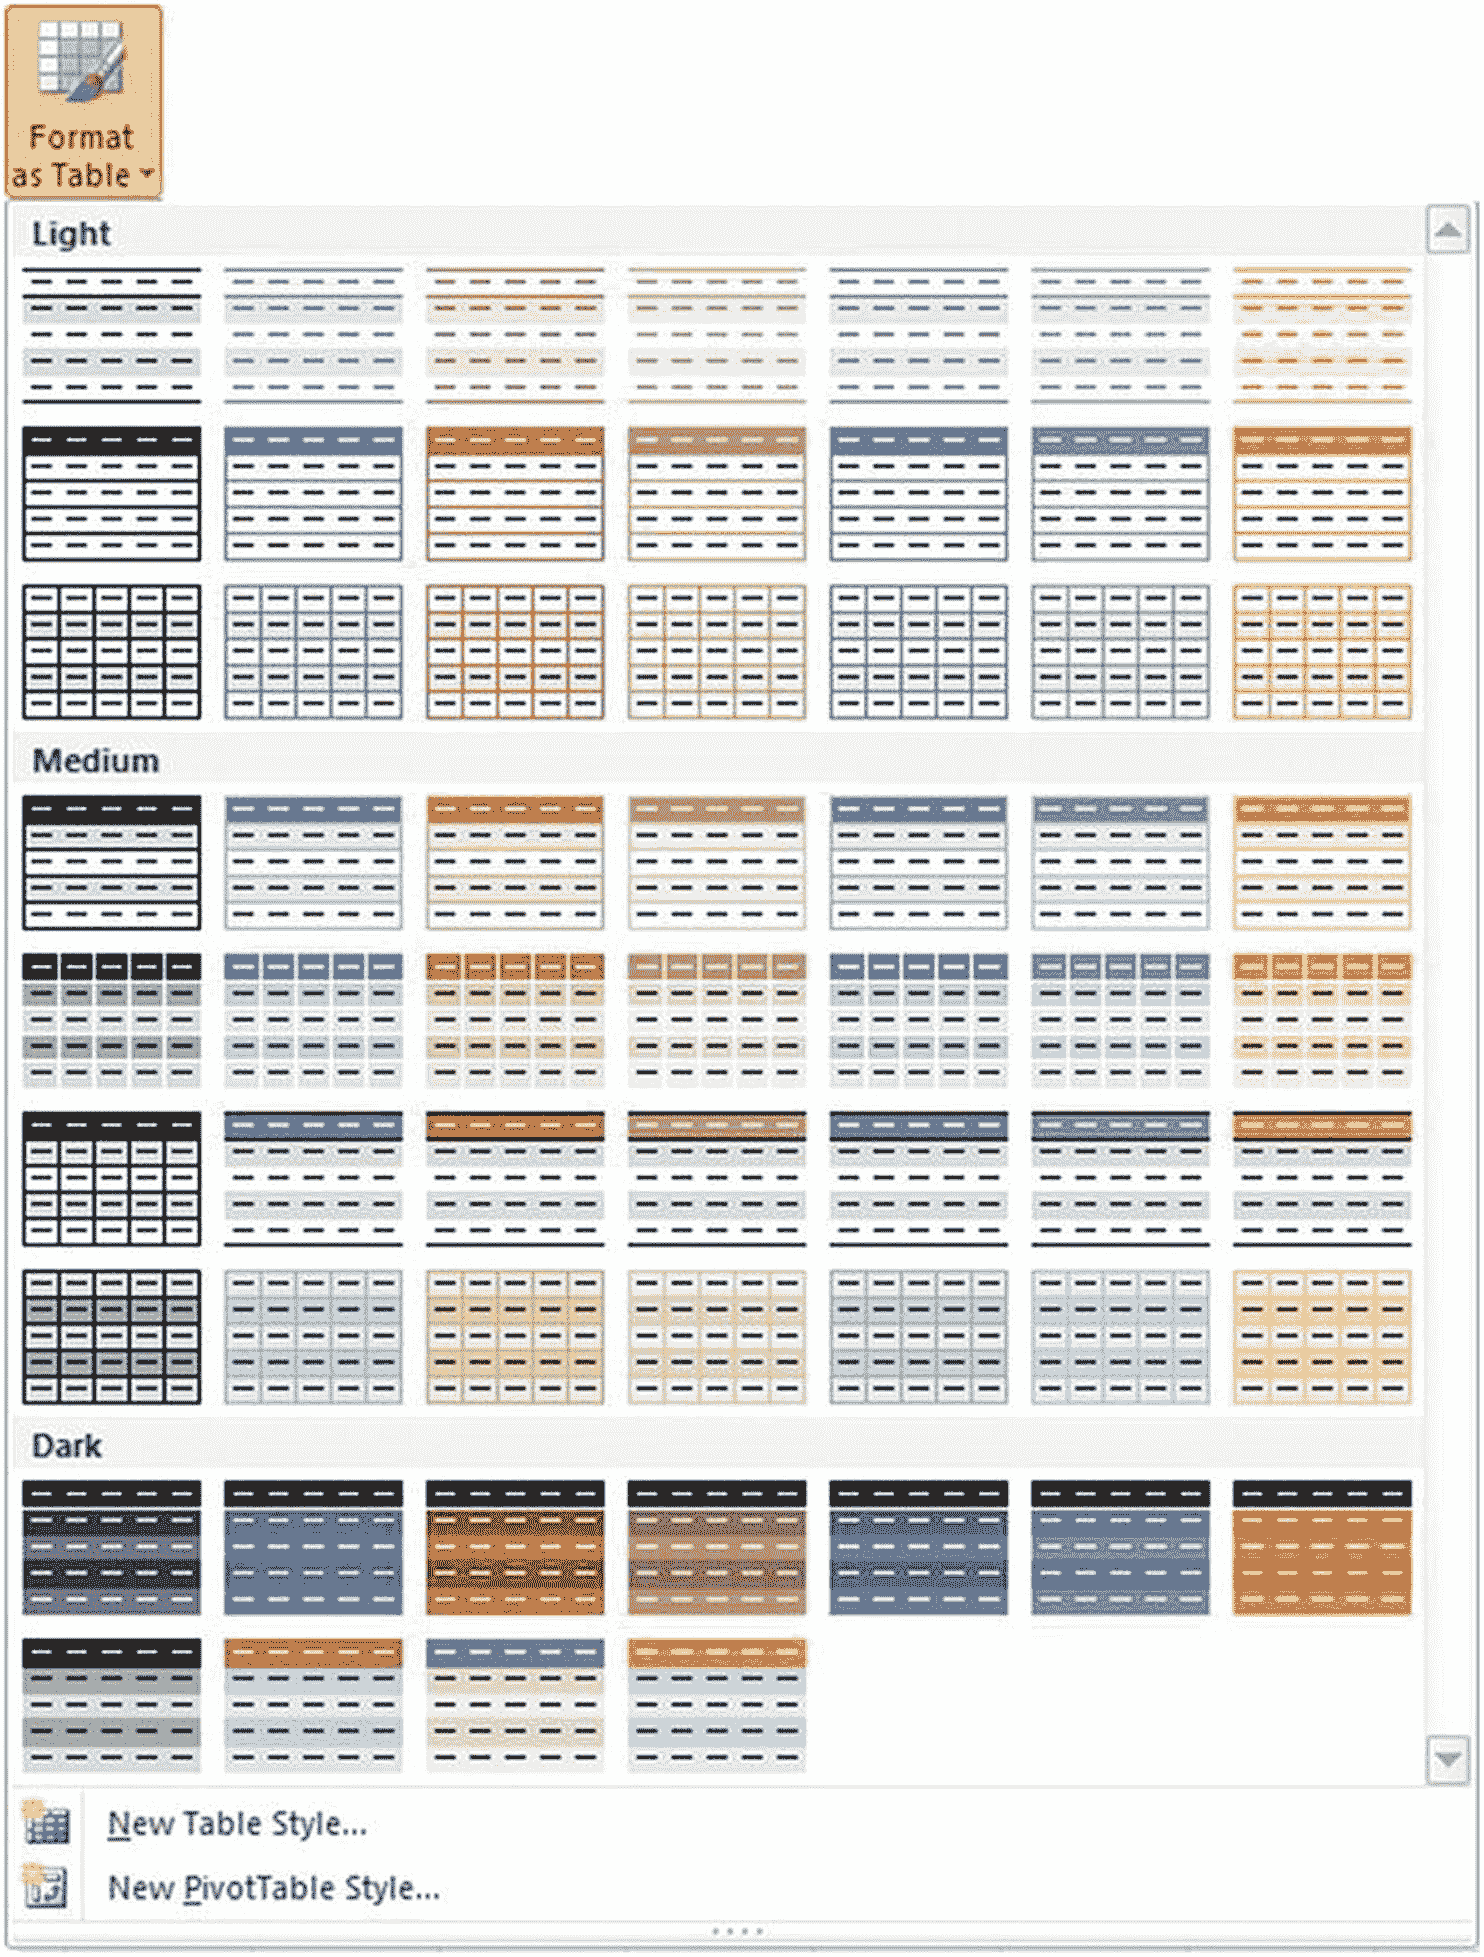 Format
as Table
Light
Medium
Dark
New Table Style...
New PivotTable Style...